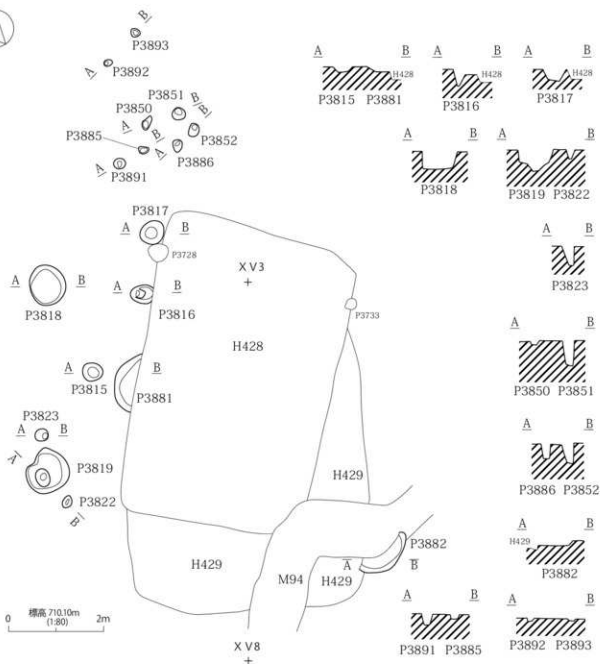 B
P3893
A
P3892
P3851
B
B
P3850
A
B
P3852
P3885
A
P3886
A
P3891
P3817
A B
P3728
XV3
A B
P3818
A B
P3816
P3733
H428
A B
P3815
P3881
P3823
A B
A
P3819
P3822
B
H429
H429
M94
H429
P3882
A
B
標高 710.10m
(1:80)
0 2m
XV8
A B
H428
P3815 P3881
A B
H428
P3816
A B
H428
P3817
A B
P3818
A B
P3819 P3822
A B
P3823
A B
P3850 P3851
A B
P3886 P3852
A B
H429
P3882
A B
P3891 P3885
A B
P3892 P3893